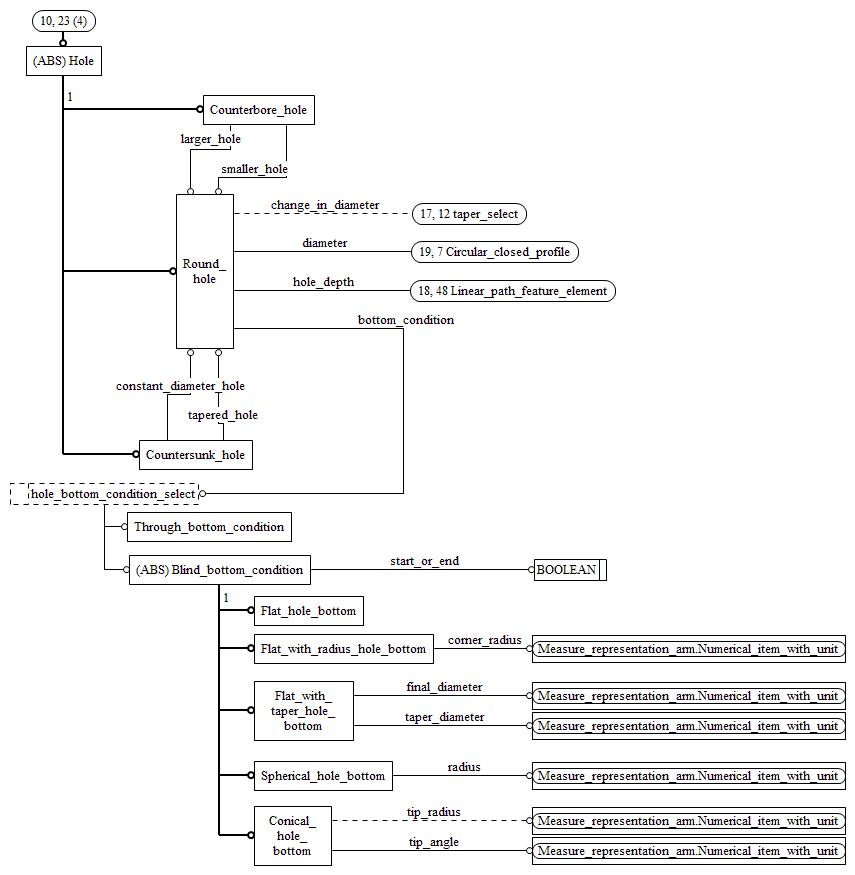 10, 23 (4)
(ABS) Hole
1
Counterbore_hole
larger_hole
smaller_hole
change_in_diameter
17, 12 taper_select
diameter
19, 7 Circular_closed_profile
Round_
hole
hole_depth
18, 48 Linear_path_feature_element
bottom_condition
constant_diameter_hole
tapered_hole
Countersunk_hole
hole_bottom_condition_select
Through_bottom_condition
(ABS) Blind_bottom_condition
start_or_end
BOOLEAN
1
Flat_hole_bottom
Flat_with_radius_hole_bottom
corner_radius
Measure_representation_arm.Numerical_item_with_unit
Flat_with_
taper_hole_
bottom
final_diameter
Measure_representation_arm.Numerical_item_with_unit
taper_diameter
Measure_representation_arm.Numerical_item_with_unit
Spherical_hole_bottom
radius
Measure_representation_arm.Numerical_item_with_unit
Conical_
hole_
bottom
tip_radius
Measure_representation_arm.Numerical_item_with_unit
tip_angle
Measure_representation_arm.Numerical_item_with_unit